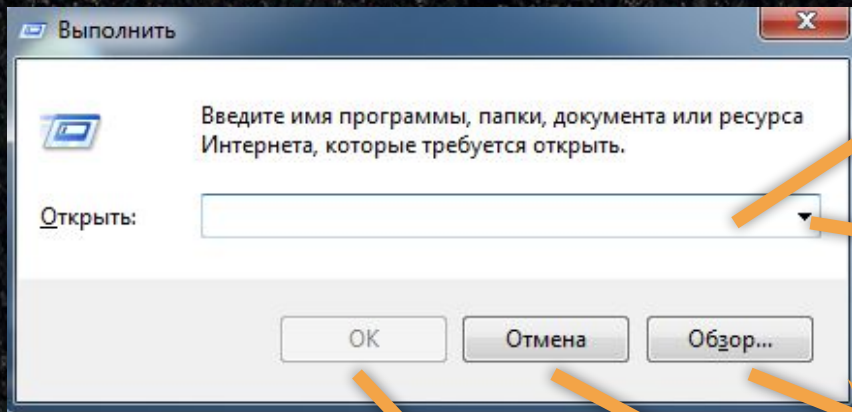 Выполнить
Введите имя программы, папки, документа или ресурса
Интернета, которые требуется открыть.
Открыть:
OK
Отмена
Обзор...